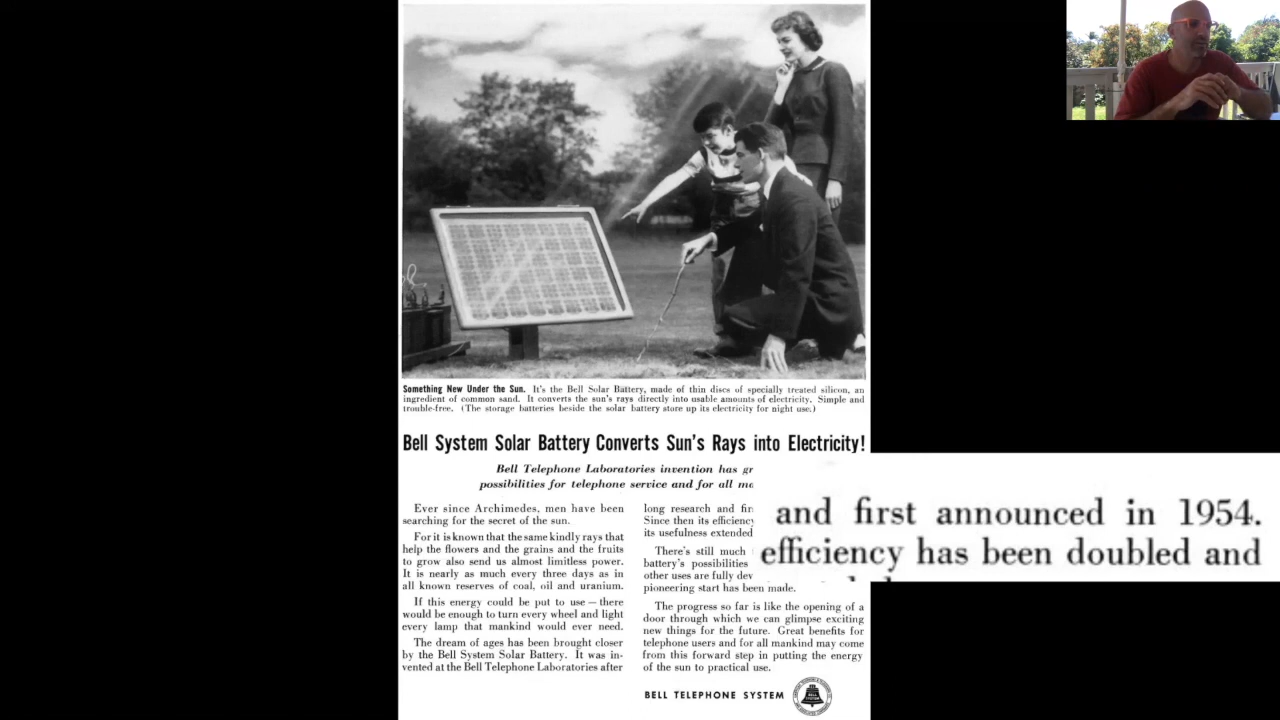 Something New Under the Sun. It's the Bell Solar Battery, made of thin discs of specially treated silicon, an
ingredient of common sand. It converts the sun's rays directly into usable amounts of electricity. Simple and
trouble-free. (The storage batteries beside the solar battery store up its electricity for night use.)
Bell System Solar Battery Converts Sun's Rays into Electricity!
Bell Telephone Laboratories invention has gr
possibilities for telephone service and for all
Ever since Archimedes, men have been
searching for the secret of the sun.
For it is known that the same kindly rays that
help the flowers and the grains and the fruits
to grow also send us almost limitless power.
It is nearly as much every three days as in
all known reserves of coal, oil and uranium.
If this energy could be put to use — there
would be enough to turn every wheel and light
every lamp that mankind would ever need.
The dream of ages has been brought closer
by the Bell System Solar Battery. It was in-
vented at the Bell Telephone Laboratories after
long research and fir
Since then its efficiency
its usefulness extended
There's still much
battery's possibilities
other uses are fully dev
pioneering start has been made.
The progress so far is like the opening of a
door through which we can glimpse exciting
new things for the future. Great benefits for
telephone users and for all mankind may come
from this forward step in putting the energy
of the sun to practical use.
and first announced in 1954.
efficiency has been doubled and
BELL TELEPHONE SYSTEM